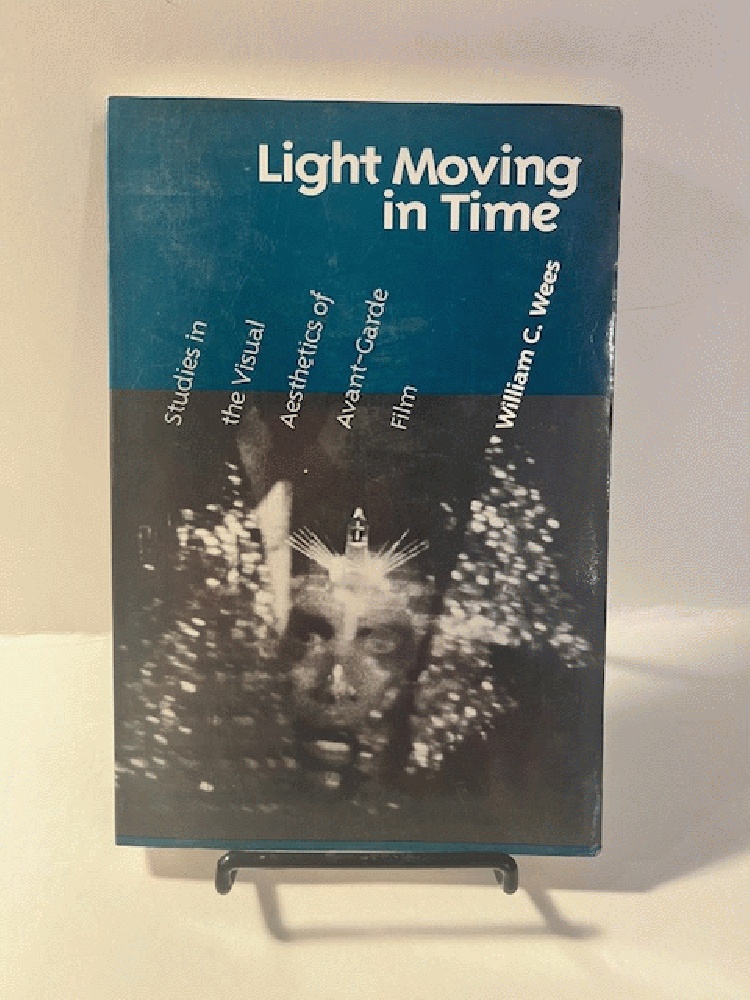 Light Moving
in Time
Studies in
the Visual
Aesthetics of
Avant-Garde
Film
William C. Wees